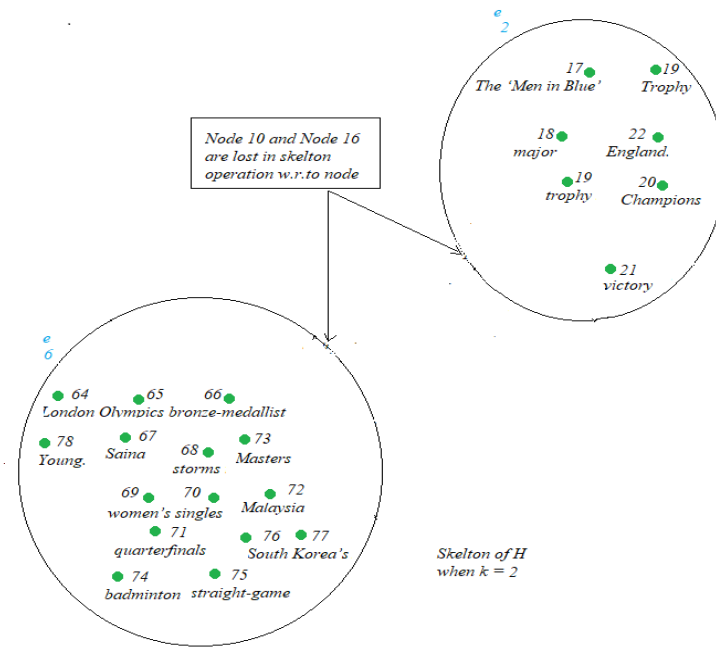 e
2
17 19
The ‘Men in Blue’ Trophy
18 22
major England.
19 20
trophy Champions
21
victory
Node 10 and Node 16
are lost in skelton
operation w.r.to node
e
6
64 65 66
London Olympics bronze-medallist
78 67 68 73
Young. Saina storms Masters
69 70 72
women's singles Malaysia
71 76 77
quarterfinals South Korea's
74 75
badminton straight-game
Skelton of H
when k = 2